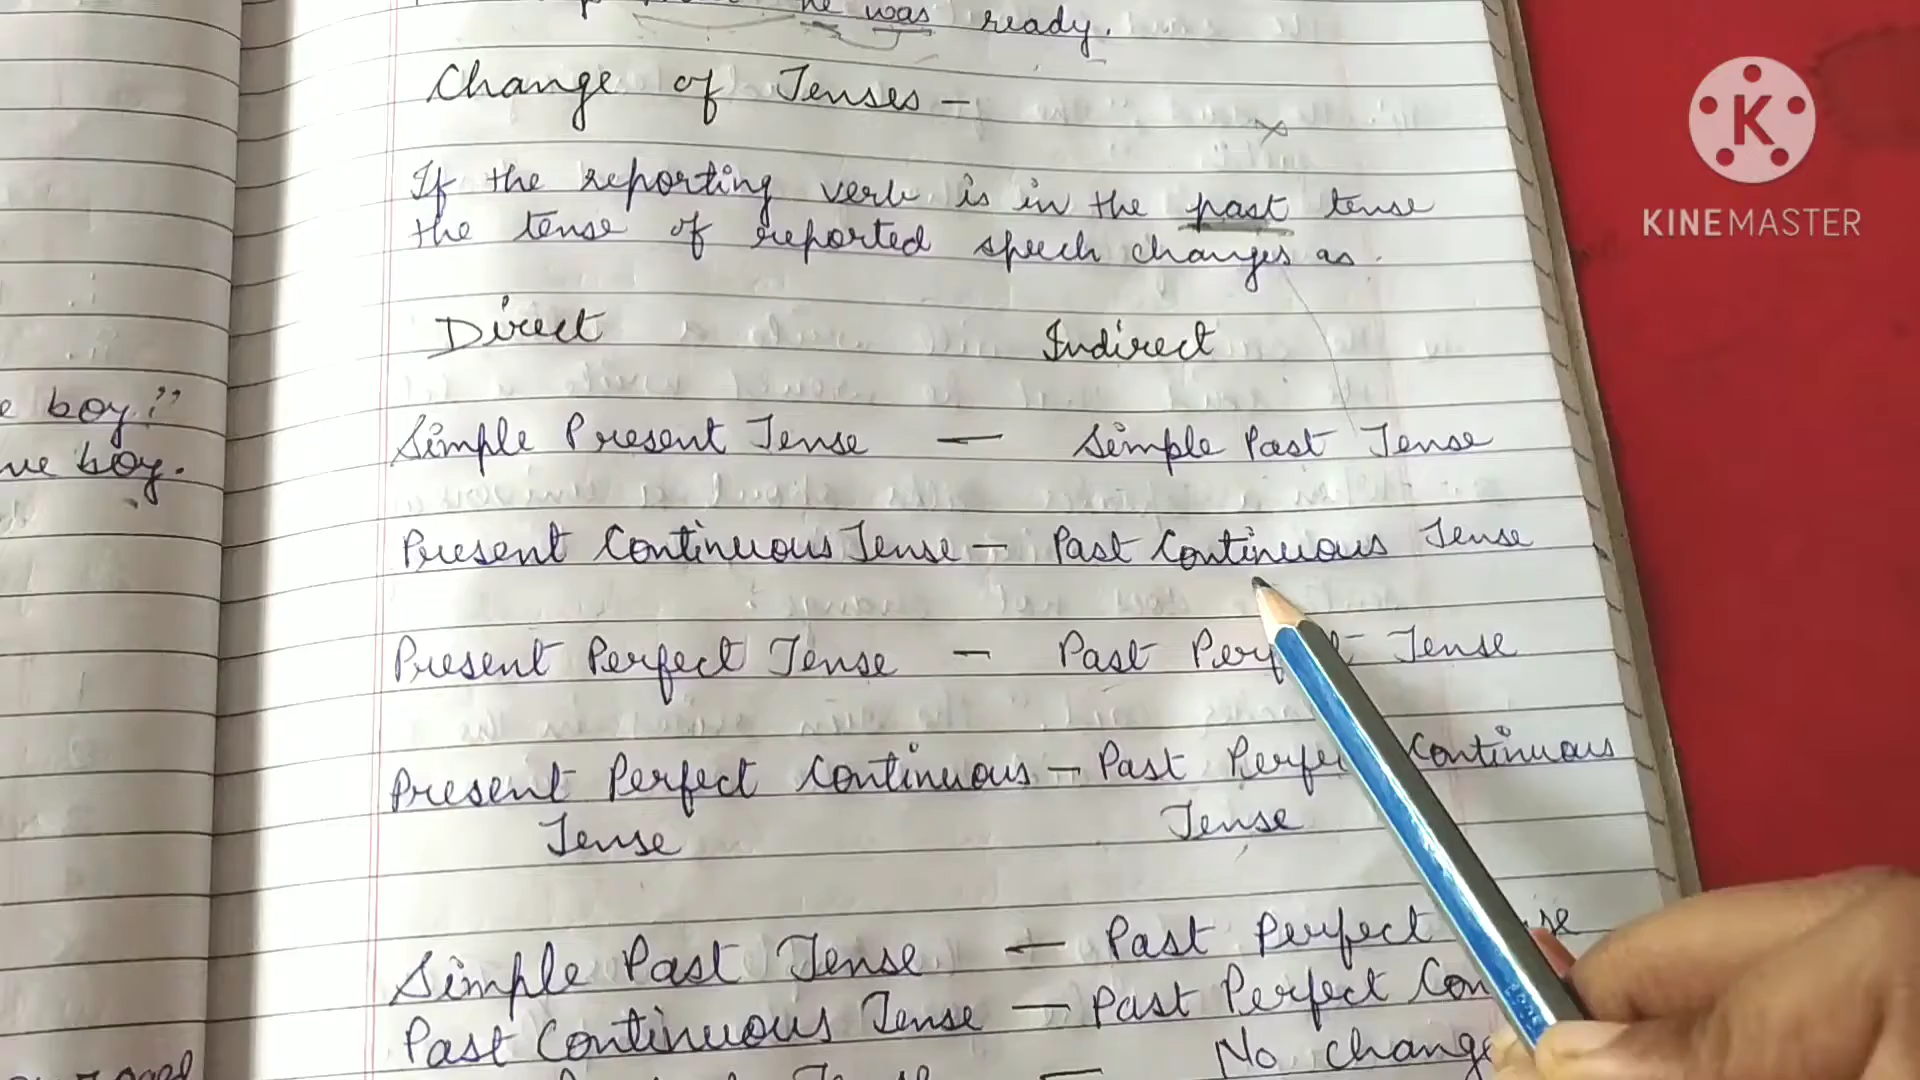 he was ready.
Change of Tenses –
If the reporting verb is in the past tense
the tense of reported speech changes as.
Direct Indirect
Simple Present Tense — Simple Past Tense
Present Continuous Tense – Past Continuous Tense
Present Perfect Tense – Past Tense
Present Perfect Continuous – Past Continuous
Tense Tense
Simple Past Tense — Past Perfect
Past Continuous Tense — Past Perfect
No change
boy?"
boy.
K
KINEMASTER